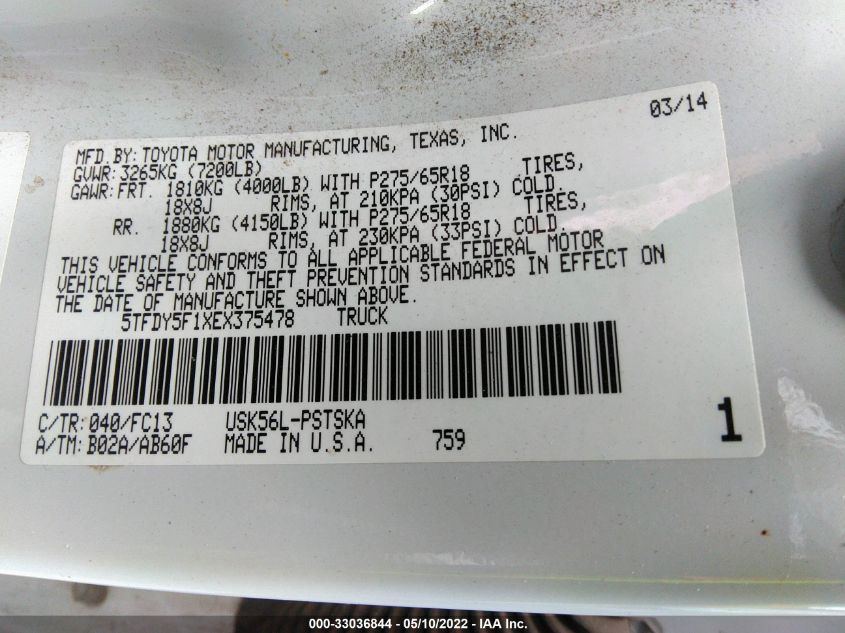 03/14
MFD.BY:TOYOTA MOTOR MANUFACTURING, TEXAS, INC.
GVWR:3265KG (7200LB)
GAWR:FRT. 1810KG (4000LB) WITH P275/65R18 TIRES,
18X8J RIMS, AT 210KPA (30PSI) COLD.
RR. 1880KG (4150LB) WITH P275/65R18 TIRES,
18X8J RIMS, AT 230KPA (33PSI) COLD.
THIS VEHICLE CONFORMS TO ALL APPLICABLE FEDERAL MOTOR
VEHICLE SAFETY AND THEFT PREVENTION STANDARDS IN EFFECT ON
THE DATE OF MANUFACTURE SHOWN ABOVE.
5TFDY5F1XEX375478 TRUCK
C/TR:040/FC13 USK56L-PSTSKA
A/TM:B02A/AB60F MADE IN U.S.A. 759
1
000-33036844 — 05/10/2022 - IAA Inc.